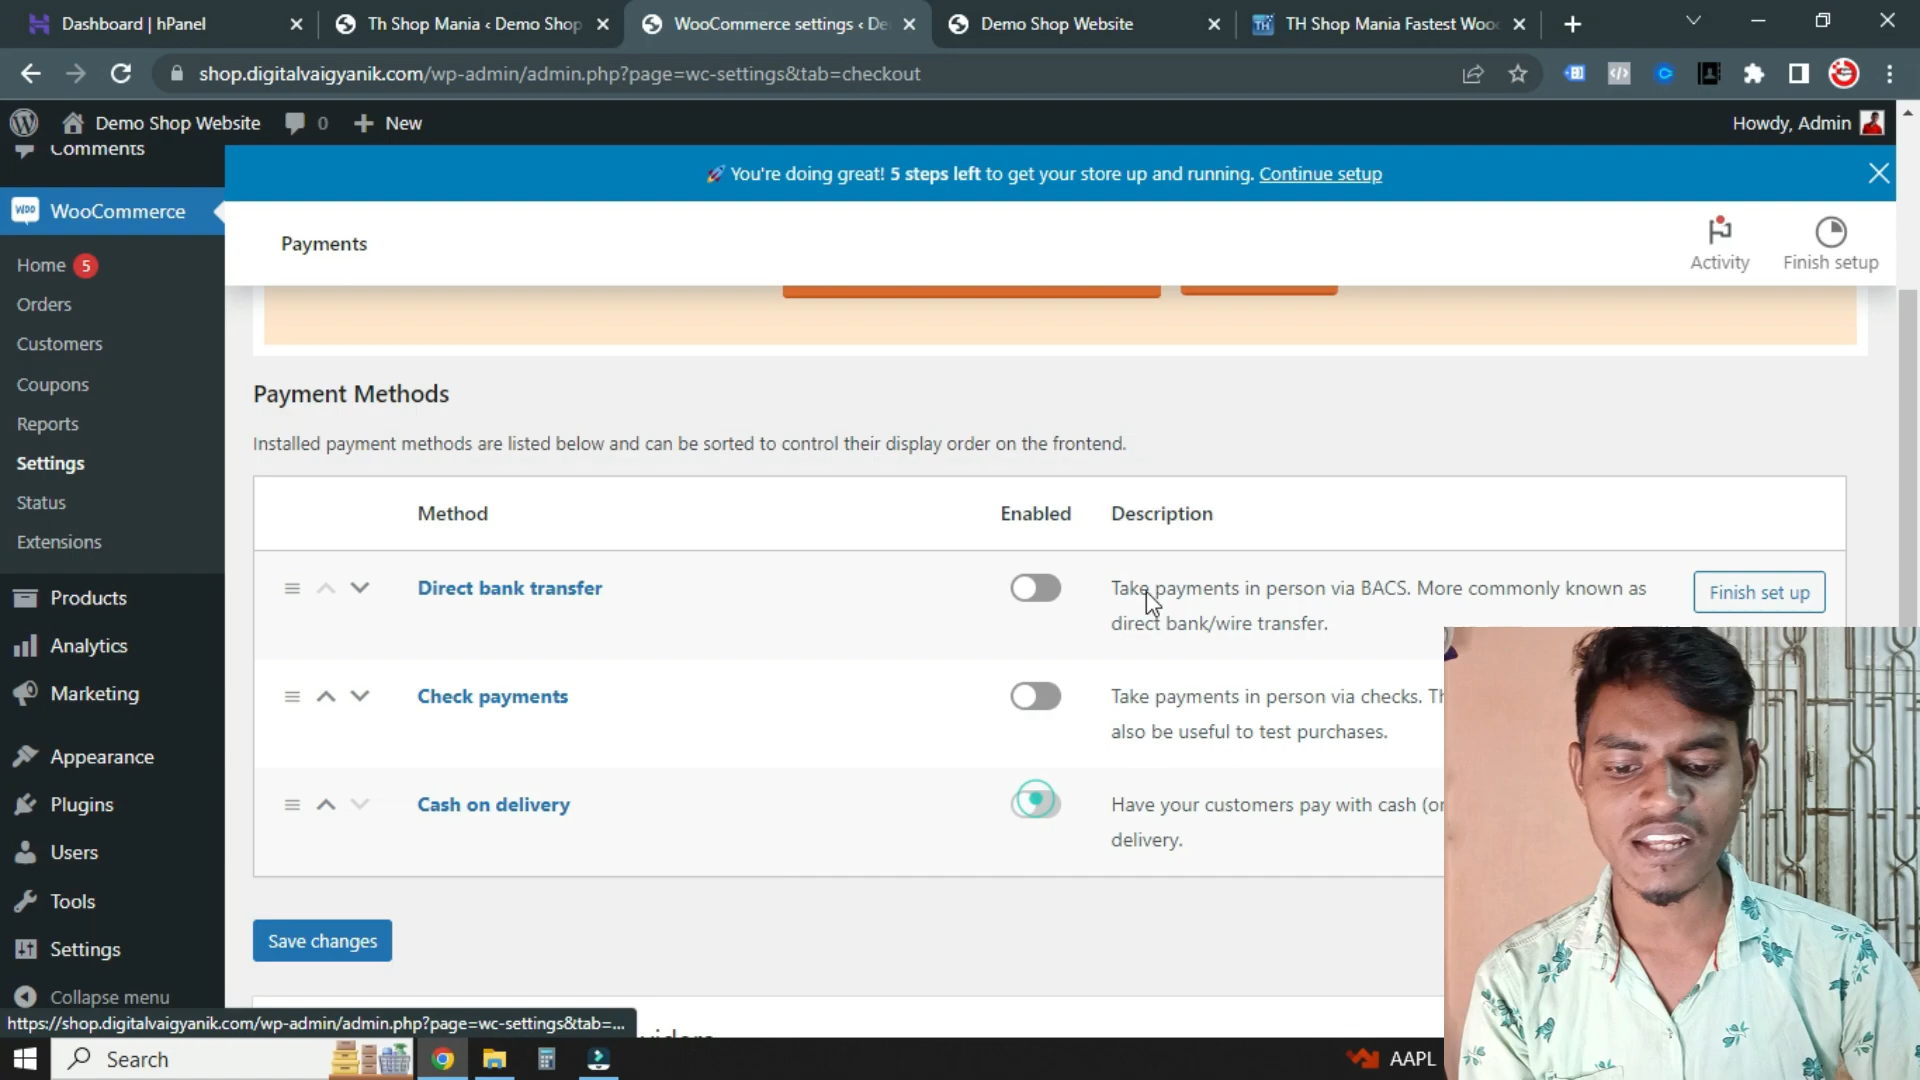 Dashboard | hPanel
Th Shop Mania ‹ Demo Shop
WooCommerce settings ‹ De
Demo Shop Website
TH Shop Mania Fastest Woo
shop.digitalvaigyanik.com/wp-admin/admin.php?page=wc-settings&tab=checkout
Demo Shop Website 0 New
Howdy, Admin
Comments
🚀 You're doing great! 5 steps left to get your store up and running. Continue setup
WooCommerce
Payments
Activity
Finish setup
Home 5
Orders
Customers
Coupons
Reports
Settings
Status
Extensions
Products
Analytics
Marketing
Appearance
Plugins
Users
Tools
Settings
Collapse menu
Payment Methods
Installed payment methods are listed below and can be sorted to control their display order on the frontend.
Method Enabled Description
Direct bank transfer
Take payments in person via BACS. More commonly known as
direct bank/wire transfer.
Finish set up
Check payments
Take payments in person via checks. Th
also be useful to test purchases.
Cash on delivery
Have your customers pay with cash (or
delivery.
Save changes
https://shop.digitalvaigyanik.com/wp-admin/admin.php?page=wc-settings&tab=...
Search
AAPL